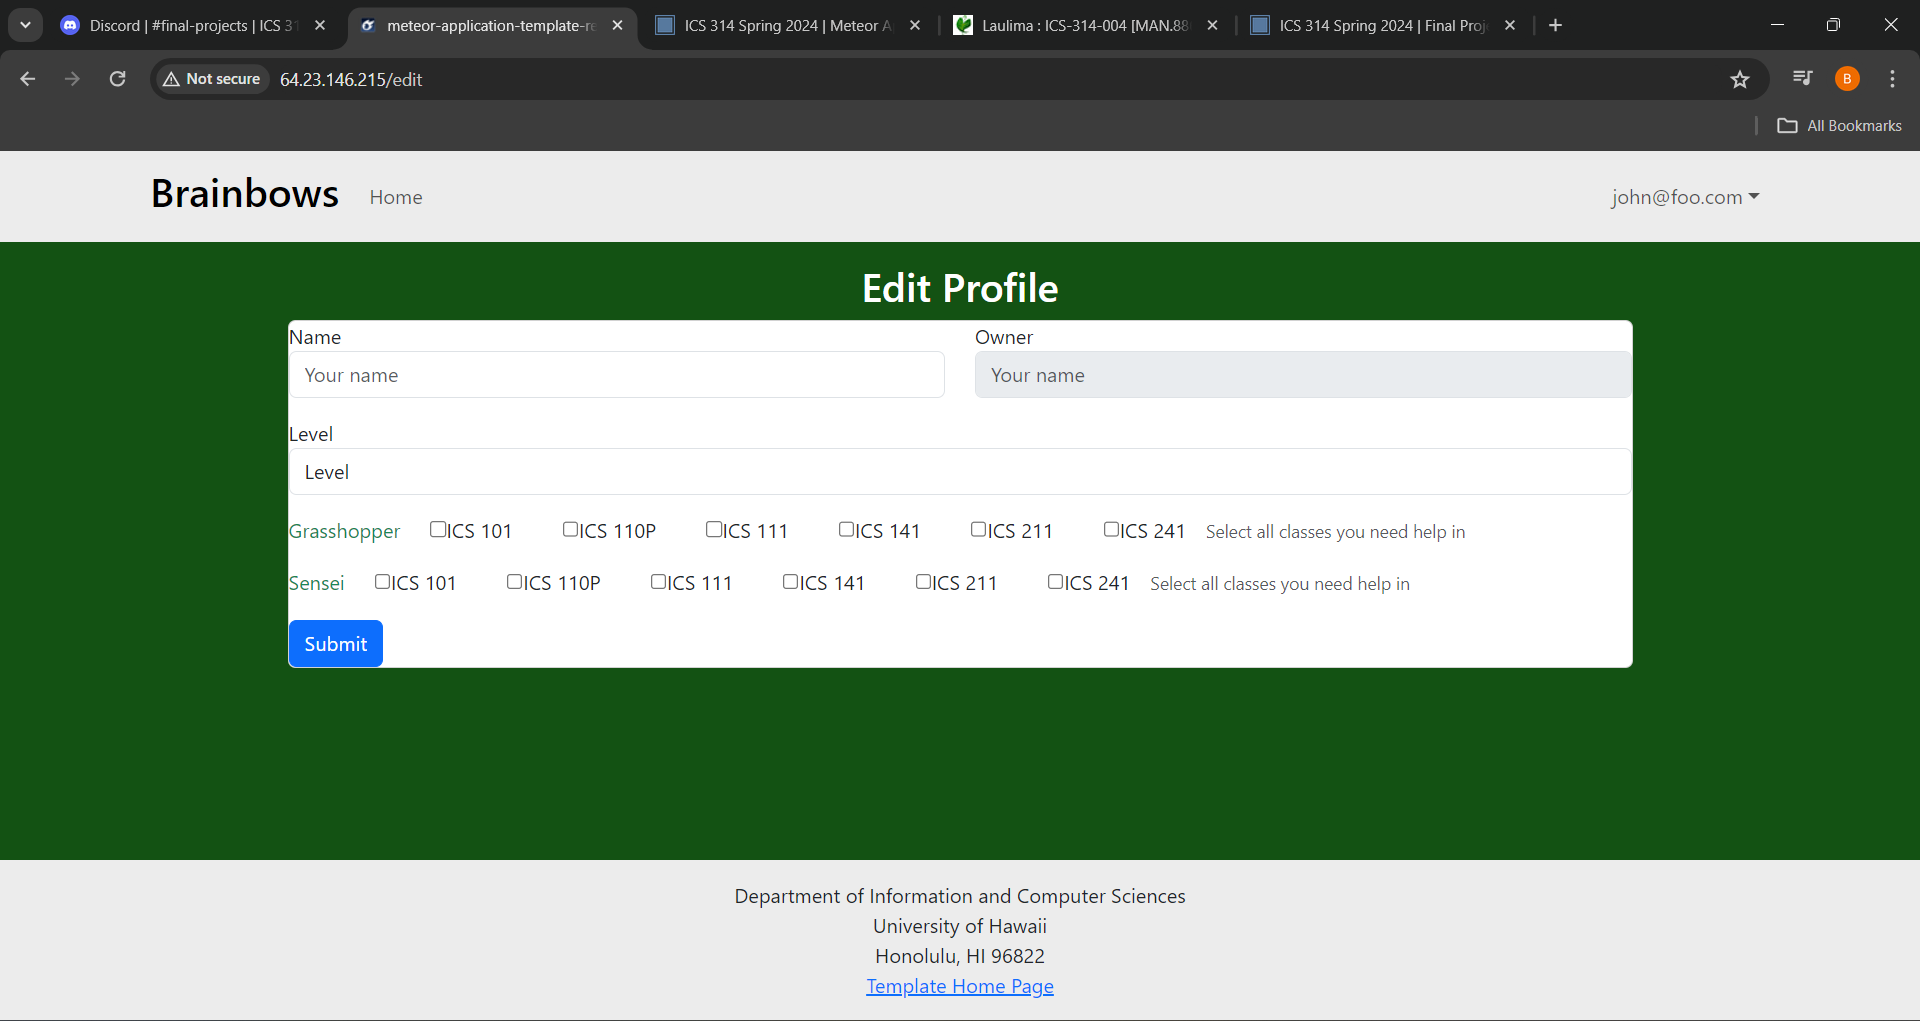 Discord | #final-projects | ICS 31
meteor-application-template-re
ICS 314 Spring 2024 | Meteor A
Laulima : ICS-314-004 [MAN.88
ICS 314 Spring 2024 | Final Proj
Not secure
64.23.146.215/edit
B
All Bookmarks
Brainbows
Home
john@foo.com
Edit Profile
Name
Owner
Your name
Your name
Level
Level
Grasshopper ICS 101 ICS 110P ICS 111 ICS 141 ICS 211 ICS 241 Select all classes you need help in
Sensei ICS 101 ICS 110P ICS 111 ICS 141 ICS 211 ICS 241 Select all classes you need help in
Submit
Department of Information and Computer Sciences
University of Hawaii
Honolulu, HI 96822
Template Home Page